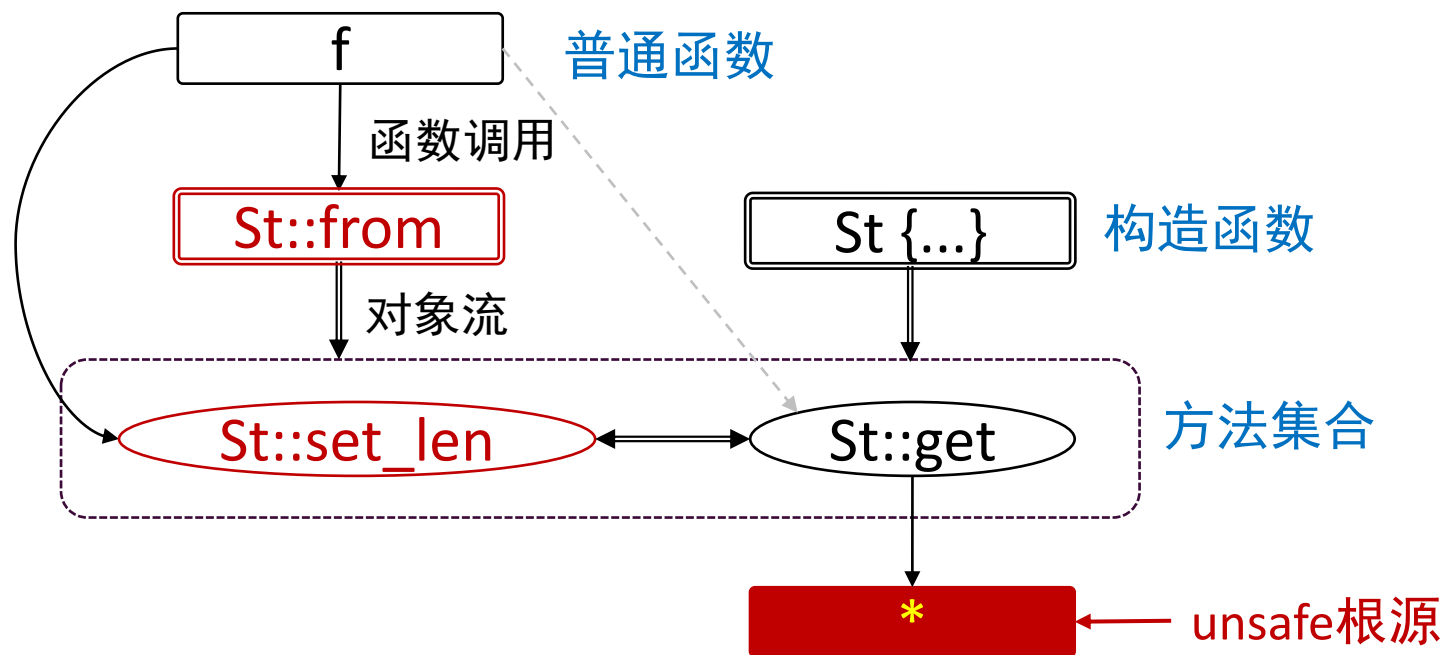 f
普通函数
函数调用
St::from
St {...}
构造函数
对象流
St::set_len
St::get
方法集合
*
unsafe根源